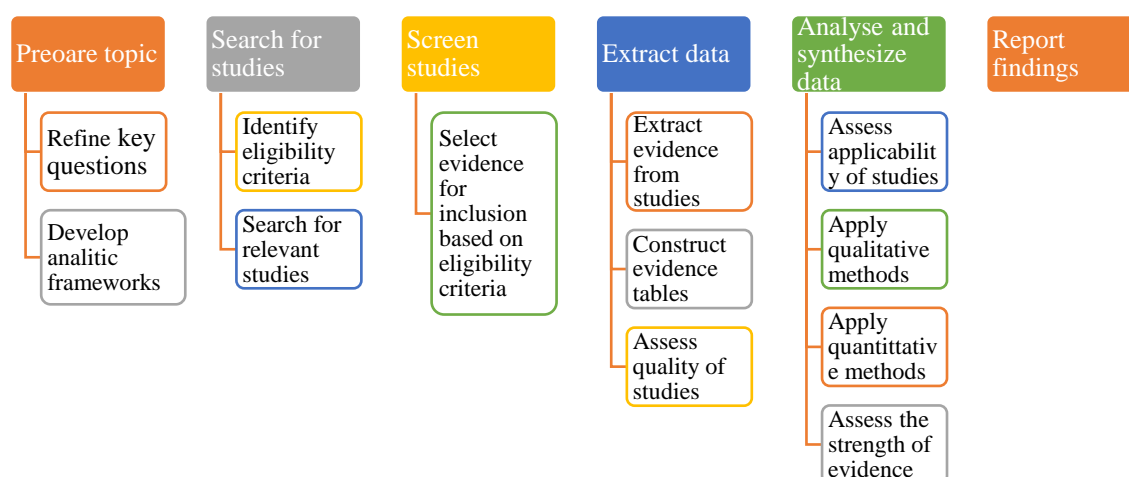 Preoare topic
Refine key
questions
Develop
analitic
frameworks
Search for
studies
Identify
eligibility
criteria
Search for
relevant
studies
Screen
studies
Select
evidence
for
inclusion
based on
eligibility
criteria
Extract data
Extract
evidence
from
studies
Construct
evidence
tables
Assess
quality of
studies
Analyse and
synthesize
data
Assess
applicabilit
y of studies
Apply
qualitative
methods
Apply
quantittativ
e methods
Assess the
strength of
evidence
Report
findings